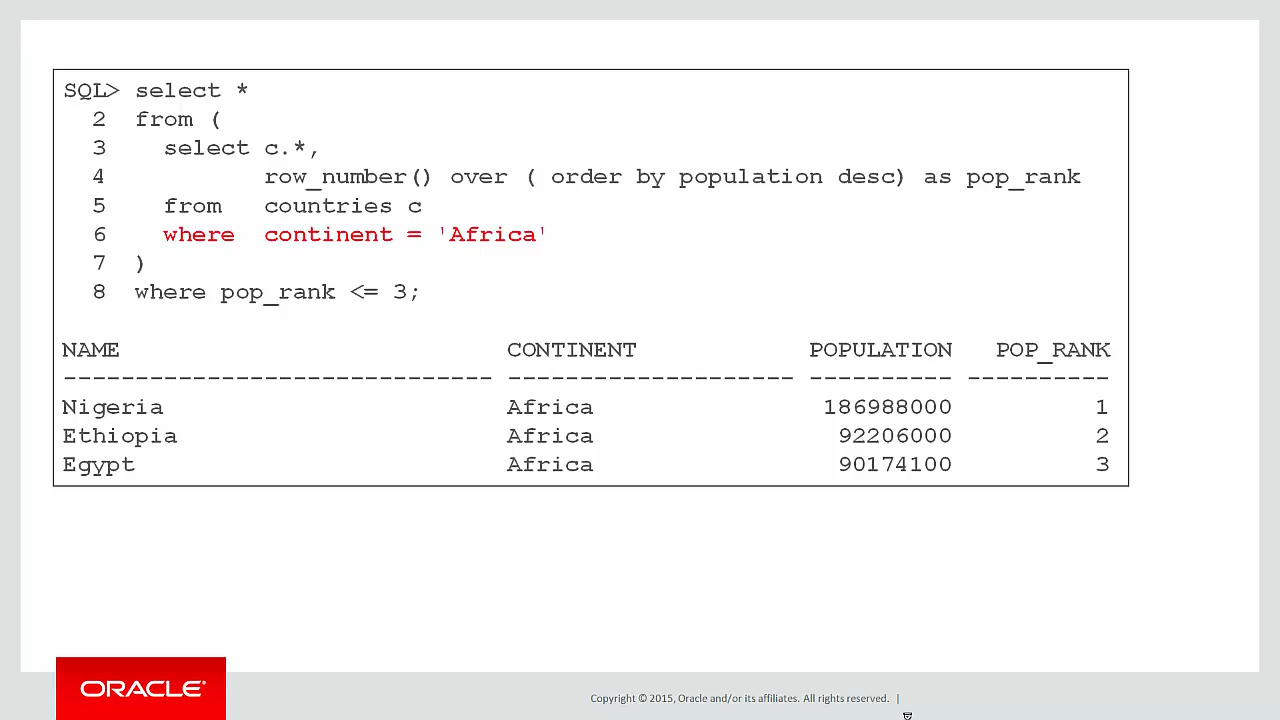 SQL> select *
  2  from (
  3    select c.*,
  4           row_number() over ( order by population desc) as pop_rank
  5    from   countries c
  6    where  continent = 'Africa'
  7  )
  8  where pop_rank <= 3;
NAME                           CONTINENT            POPULATION   POP_RANK
------------------------------ -------------------- ---------- ----------
Nigeria                        Africa                186988000          1
Ethiopia                       Africa                 92206000          2
Egypt                          Africa                 90174100          3
ORACLE®
Copyright © 2015, Oracle and/or its affiliates. All rights reserved. |